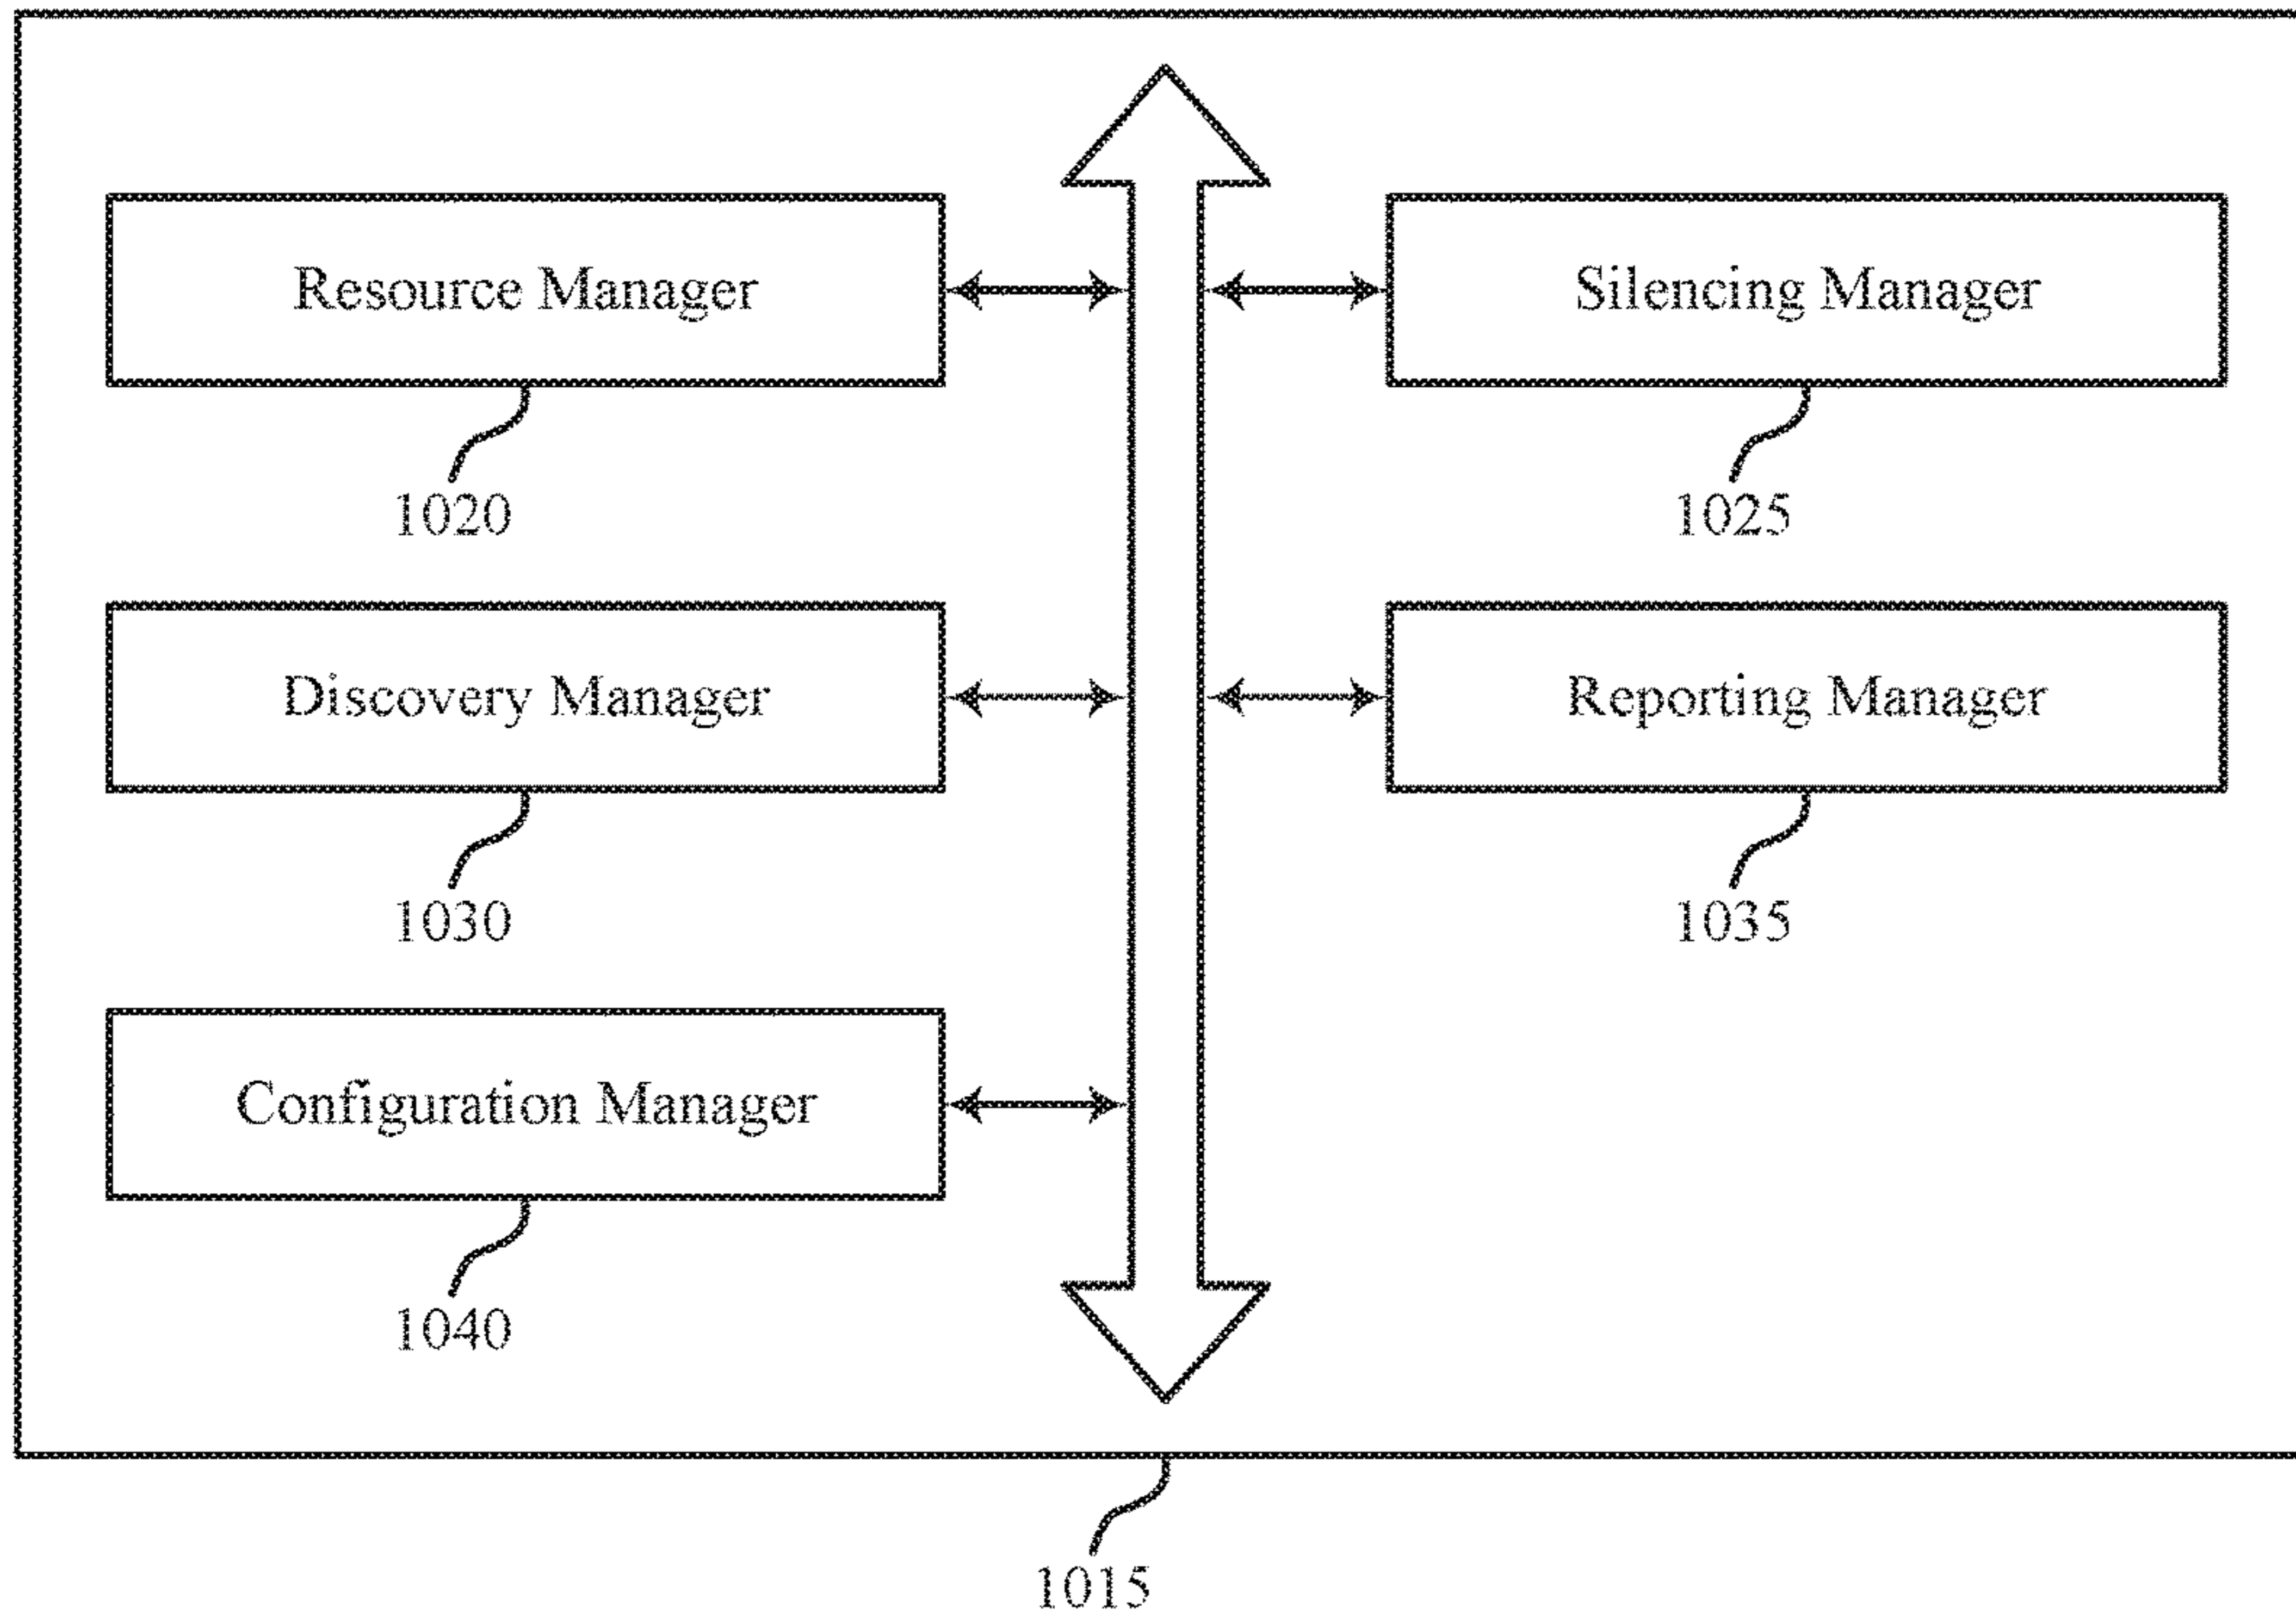 Resource Manager
Silencing Manager
1020
1025
Discovery Manager
Reporting Manager
1030
1035
Configuration Manager
1040
1015